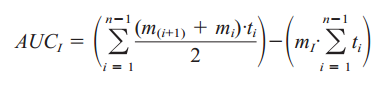 $AUC_I = \left( \sum_{i=1}^{n-1} \frac{(m_{(i+1)} + m_i) \cdot t_i}{2} \right) - \left( m_I \cdot \sum_{i=1}^{n-1} t_i \right)$